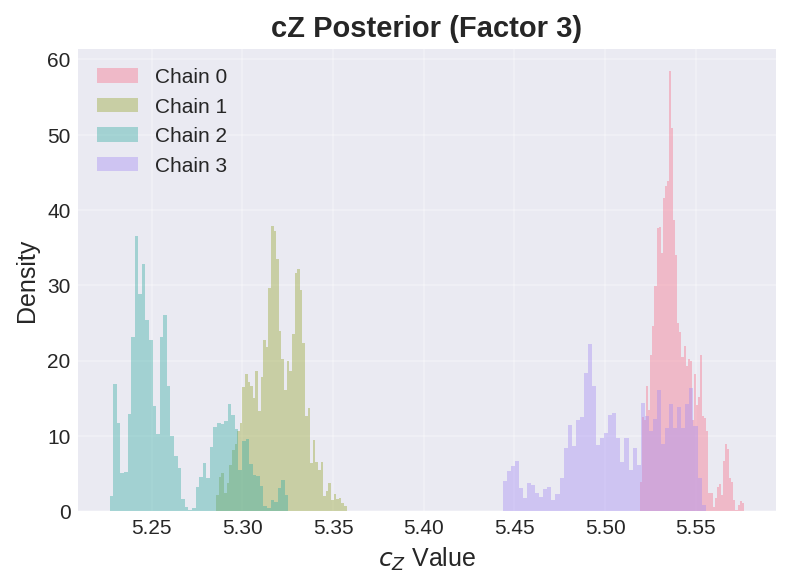 cZ Posterior (Factor 3)
Chain 0
Chain 1
Chain 2
Chain 3
60
50
40
30
20
10
0
Density
5.25 5.30 5.35 5.40 5.45 5.50 5.55
c_Z Value